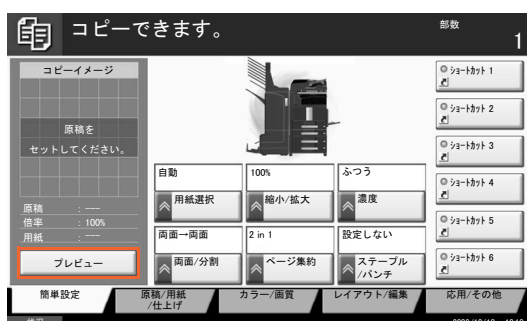 コピーできます。
部数
1
コピーイメージ
原稿を
セットしてください。
原稿 : ---
倍率 : 100%
用紙 : ---
プレビュー
自動
用紙選択
100%
縮小/拡大
ふつう
濃度
両面→両面
両面/分割
2 in 1
ページ集約
設定しない
ステープル
/パンチ
ショートカット 1
ショートカット 2
ショートカット 3
ショートカット 4
ショートカット 5
ショートカット 6
簡単設定
原稿/用紙
/仕上げ
カラー/画質
レイアウト/編集
応用/その他